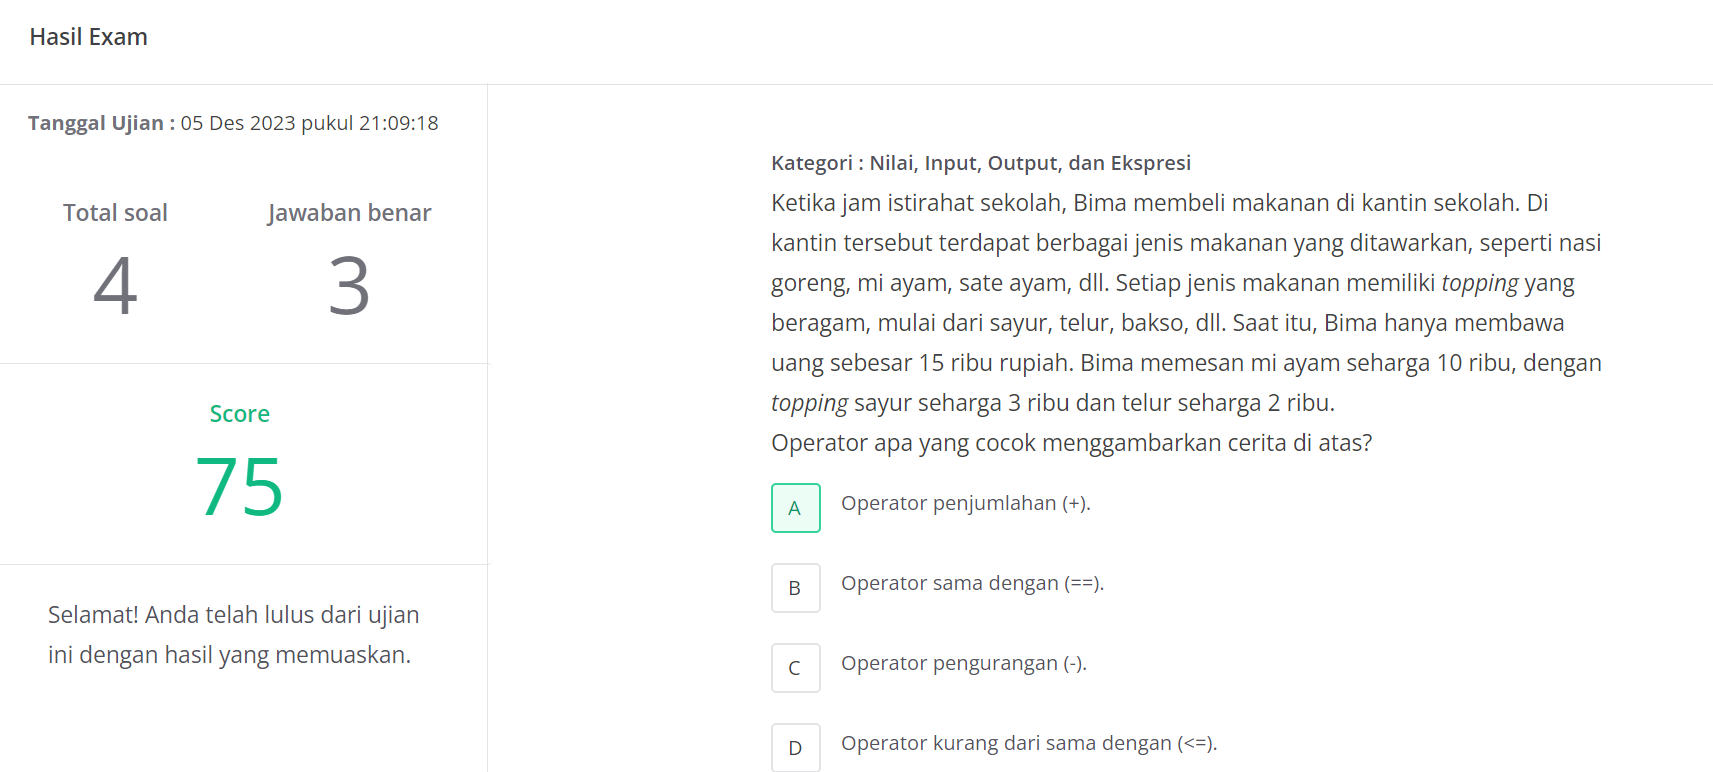 Hasil Exam
Tanggal Ujian : 05 Des 2023 pukul 21:09:18
Total soal
4
Jawaban benar
3
Score
75
Selamat! Anda telah lulus dari ujian
ini dengan hasil yang memuaskan.
Kategori : Nilai, Input, Output, dan Ekspresi
Ketika jam istirahat sekolah, Bima membeli makanan di kantin sekolah. Di
kantin tersebut terdapat berbagai jenis makanan yang ditawarkan, seperti nasi
goreng, mi ayam, sate ayam, dll. Setiap jenis makanan memiliki topping yang
beragam, mulai dari sayur, telur, bakso, dll. Saat itu, Bima hanya membawa
uang sebesar 15 ribu rupiah. Bima memesan mi ayam seharga 10 ribu, dengan
topping sayur seharga 3 ribu dan telur seharga 2 ribu.
Operator apa yang cocok menggambarkan cerita di atas?
A Operator penjumlahan (+).
B Operator sama dengan (==).
C Operator pengurangan (-).
D Operator kurang dari sama dengan (<=).